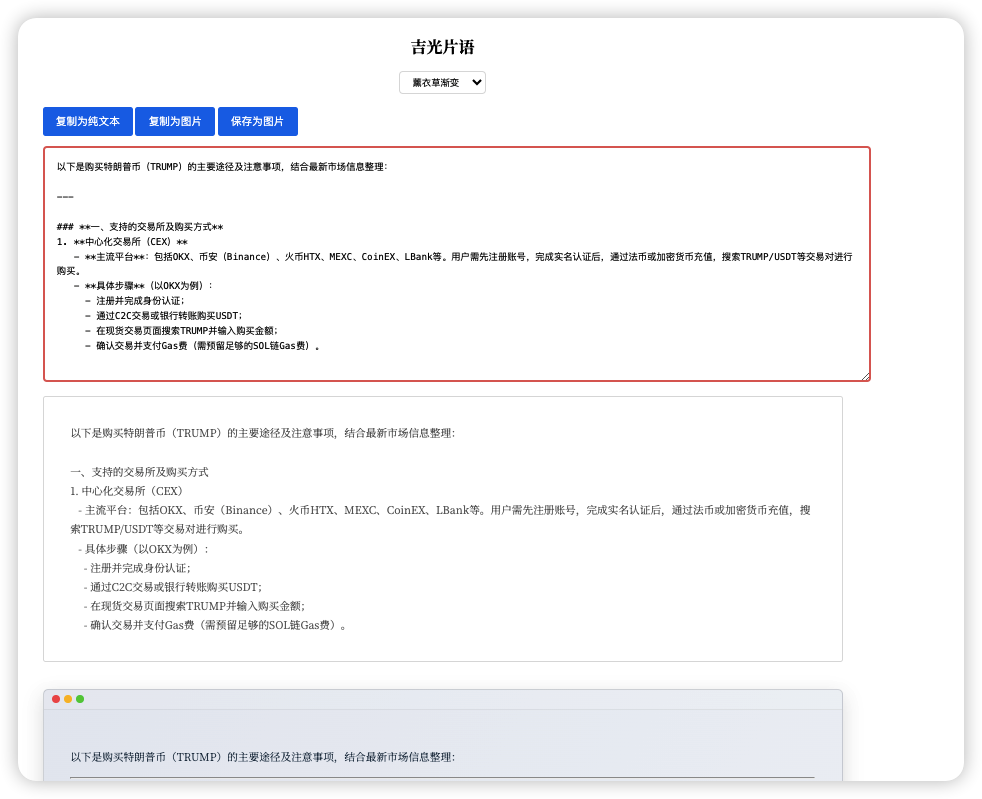 吉光片语
薰衣草渐变
复制为纯文本 复制为图片 保存为图片
以下是购买特朗普币（TRUMP）的主要途径及注意事项，结合最新市场信息整理：
---
### **一、支持的交易所及购买方式**
1. **中心化交易所（CEX）**
- **主流平台**：包括OKX、币安（Binance）、火币HTX、MEXC、CoinEX、LBank等。用户需先注册账号，完成实名认证后，通过法币或加密货币充值，搜索TRUMP/USDT等交易对进行
购买。
- **具体步骤**（以OKX为例）：
- 注册并完成身份认证；
- 通过C2C交易或银行转账购买USDT；
- 在现货交易页面搜索TRUMP并输入购买金额；
- 确认交易并支付Gas费（需预留足够的SOL链Gas费）。
以下是购买特朗普币（TRUMP）的主要途径及注意事项，结合最新市场信息整理：
一、支持的交易所及购买方式
1. 中心化交易所（CEX）
- 主流平台：包括OKX、币安（Binance）、火币HTX、MEXC、CoinEX、LBank等。用户需先注册账号，完成实名认证后，通过法币或加密货币充值，搜
索TRUMP/USDT等交易对进行购买。
- 具体步骤（以OKX为例）：
- 注册并完成身份认证；
- 通过C2C交易或银行转账购买USDT；
- 在现货交易页面搜索TRUMP并输入购买金额；
- 确认交易并支付Gas费（需预留足够的SOL链Gas费）。
以下是购买特朗普币（TRUMP）的主要途径及注意事项，结合最新市场信息整理：